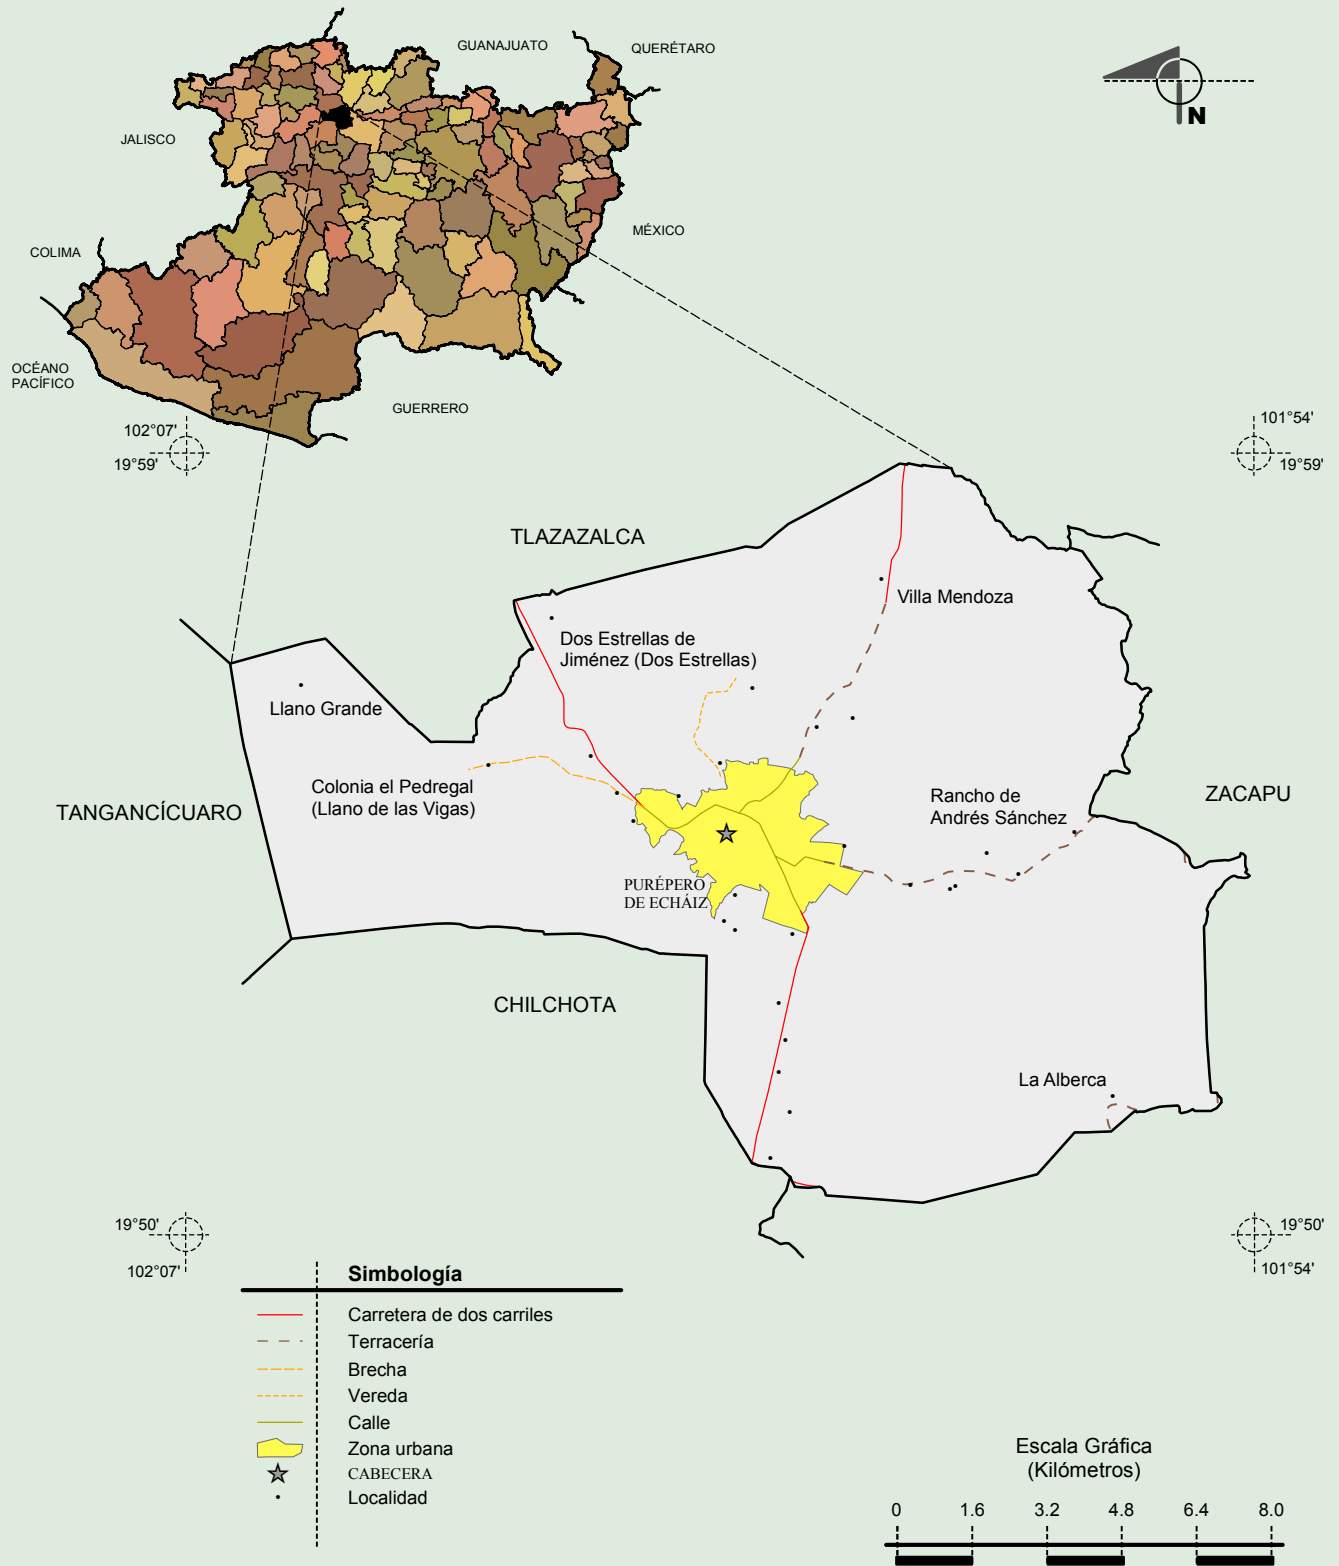 GUANAJUATO
QUERÉTARO
N
JALISCO
MÉXICO
COLIMA
OCÉANO
PACÍFICO
GUERRERO
102°07'
19°59'
101°54'
19°59'
TLAZAZALCA
Villa Mendoza
Dos Estrellas de
Jiménez (Dos Estrellas)
Llano Grande
Colonia el Pedregal
(Llano de las Vigas)
TANGANCÍCUARO
Rancho de
Andrés Sánchez
ZACAPU
PURÉPERO
DE ECHÁIZ
CHILCHOTA
La Alberca
19°50'
102°07'
19°50'
101°54'
Simbología
Carretera de dos carriles
Terracería
Brecha
Vereda
Calle
Zona urbana
CABECERA
Localidad
Escala Gráfica
(Kilómetros)
0 1.6 3.2 4.8 6.4 8.0